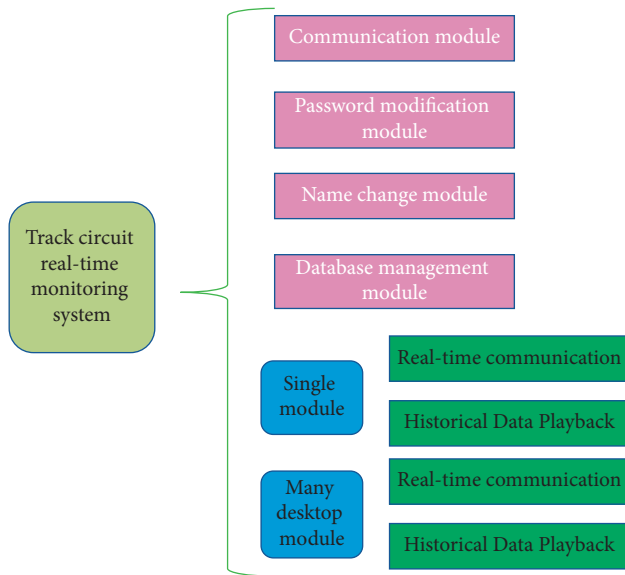 Track circuit
real-time
monitoring
system
Communication module
Password modification
module
Name change module
Database management
module
Single
module
Real-time communication
Historical Data Playback
Many
desktop
module
Real-time communication
Historical Data Playback